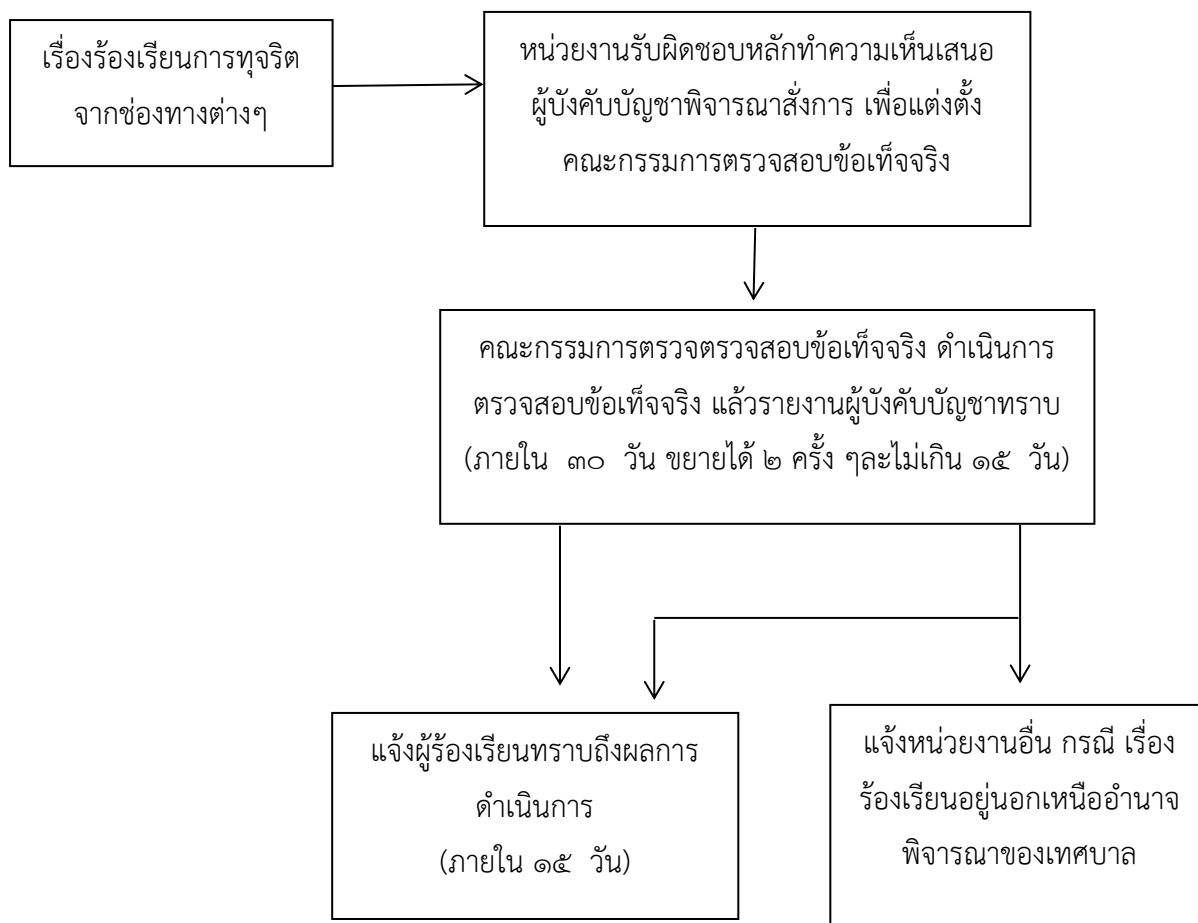 เรื่องร้องเรียนการทุจริต
จากช่องทางต่างๆ
หน่วยงานรับผิดชอบหลักทำความเห็นเสนอ
ผู้บังคับบัญชาพิจารณาสั่งการ เพื่อแต่งตั้ง
คณะกรรมการตรวจสอบข้อเท็จจริง
คณะกรรมการตรวจตรวจสอบข้อเท็จจริง ดำเนินการ
ตรวจสอบข้อเท็จจริง แล้วรายงานผู้บังคับบัญชาทราบ
(ภายใน ๓๐ วัน ขยายได้ ๒ ครั้ง ๆละไม่เกิน ๑๕ วัน)
แจ้งผู้ร้องเรียนทราบถึงผลการ
ดำเนินการ
(ภายใน ๑๕ วัน)
แจ้งหน่วยงานอื่น กรณี เรื่อง
ร้องเรียนอยู่นอกเหนืออำนาจ
พิจารณาของเทศบาล